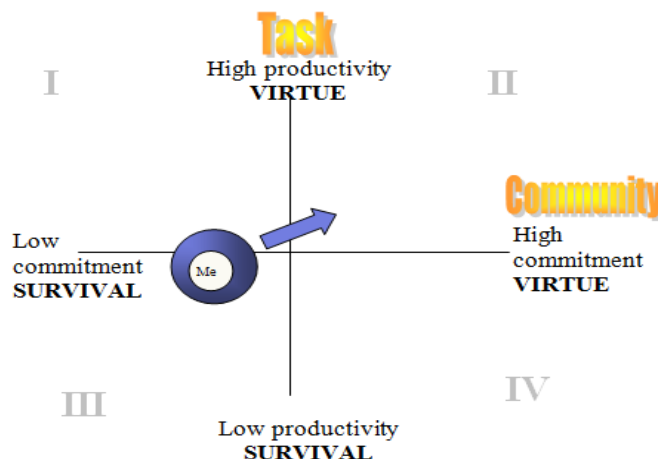 Task
High productivity
VIRTUE
I
II
Community
Low
commitment
SURVIVAL
Me
High
commitment
VIRTUE
III
IV
Low productivity
SURVIVAL